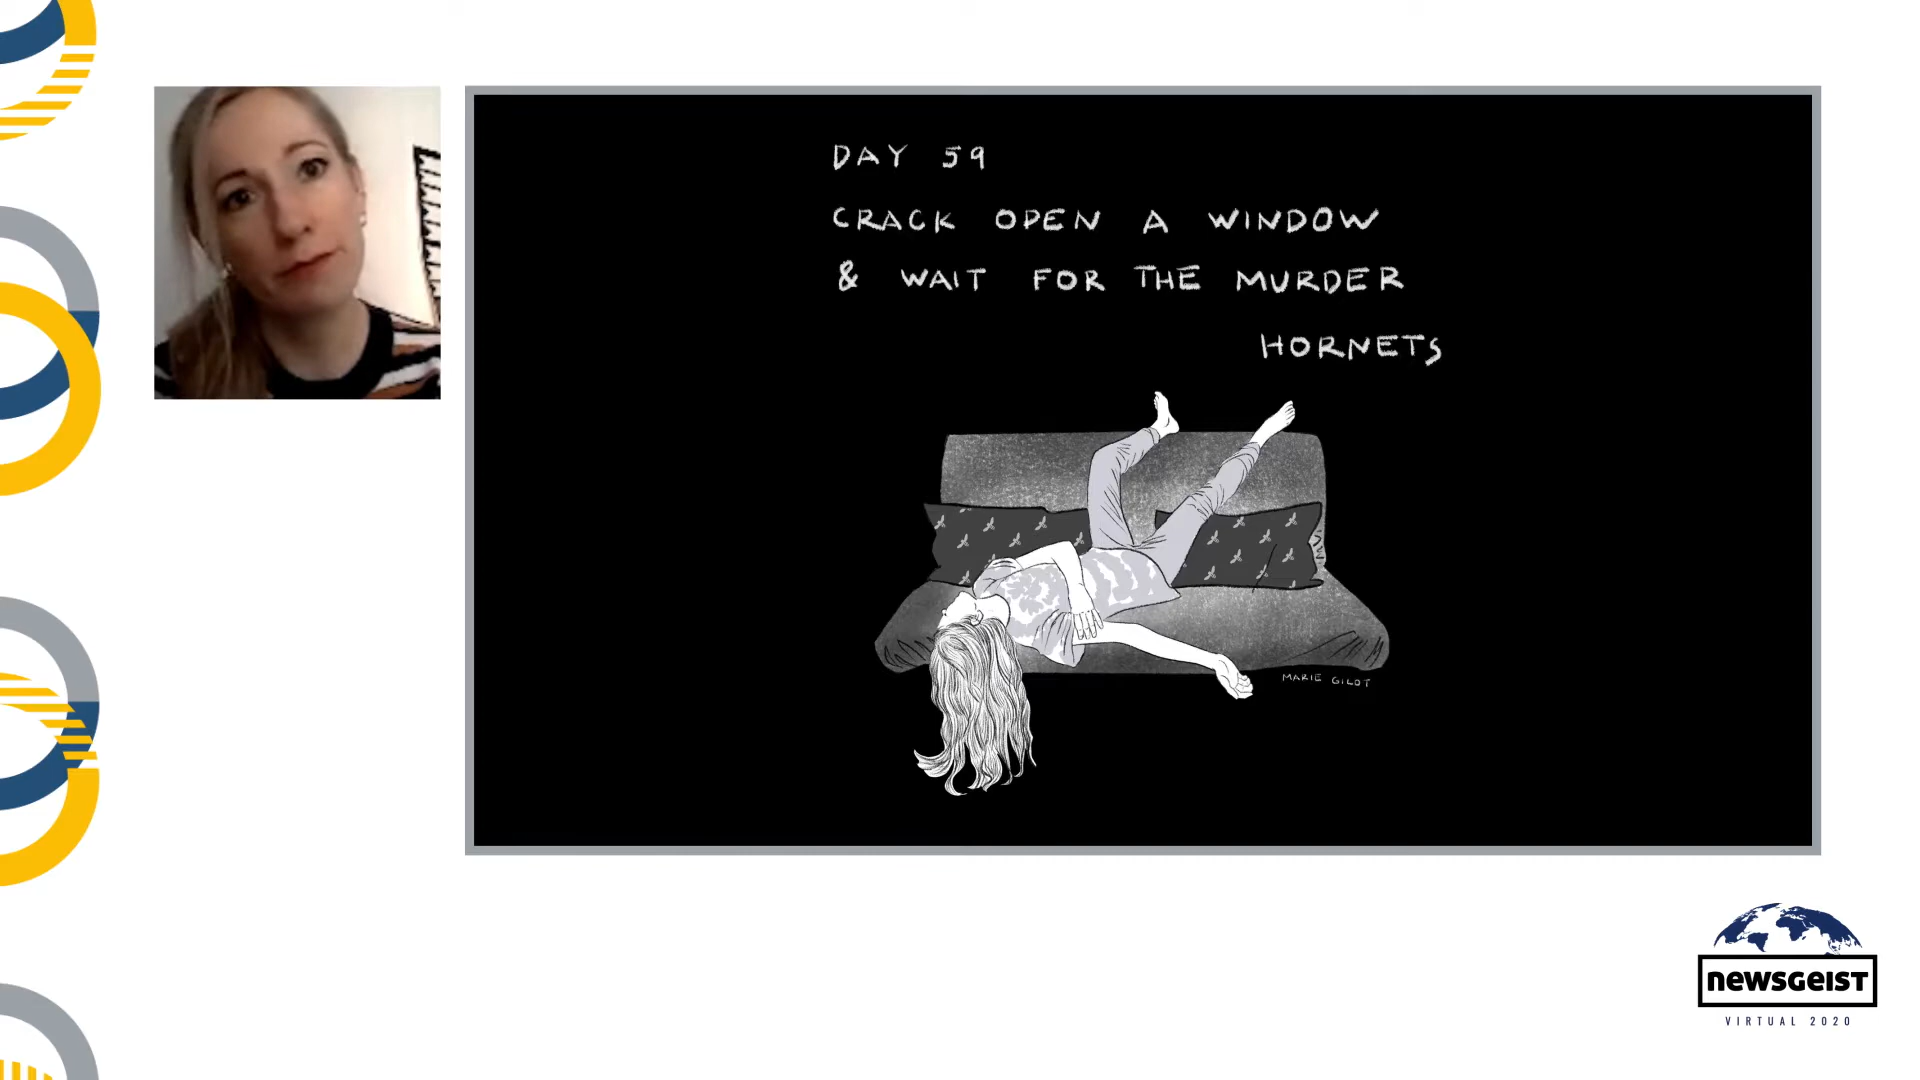 DAY 59
CRACK OPEN A WINDOW
& WAIT FOR THE MURDER
HORNETS
MARIE GILOT
newsGeist
VIRTUAL 2020